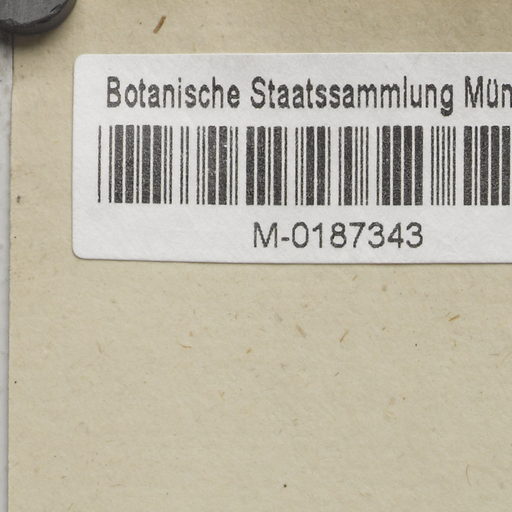 Botanische Staatssammlung Mün
M-0187343